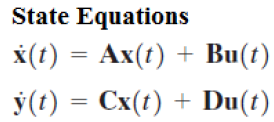 State Equations
ẋ(t) = Ax(t) + Bu(t)
ẏ(t) = Cx(t) + Du(t)